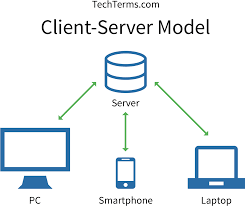 TechTerms.com
Client-Server Model
Server
PC
Smartphone
Laptop